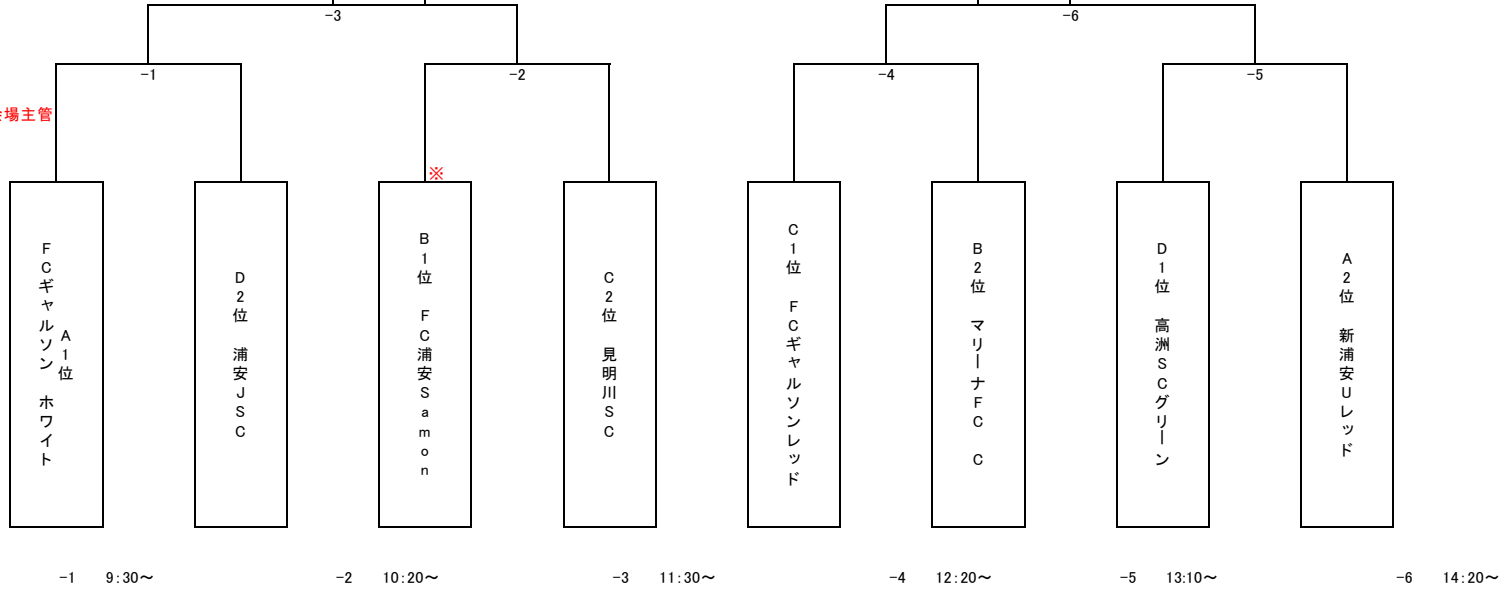 -3
-6
-1
-2
-4
-5
場主管
※
A1位
FCギャルソン ホワイト
D2位 浦安JSC
B1位 FC浦安Samon
C2位 見明川SC
C1位 FCギャルソンレッド
B2位 マリーナFC C
D1位 高洲SCグリーン
A2位 新浦安Uレッド
-1 9:30～
-2 10:20～
-3 11:30～
-4 12:20～
-5 13:10～
-6 14:20～